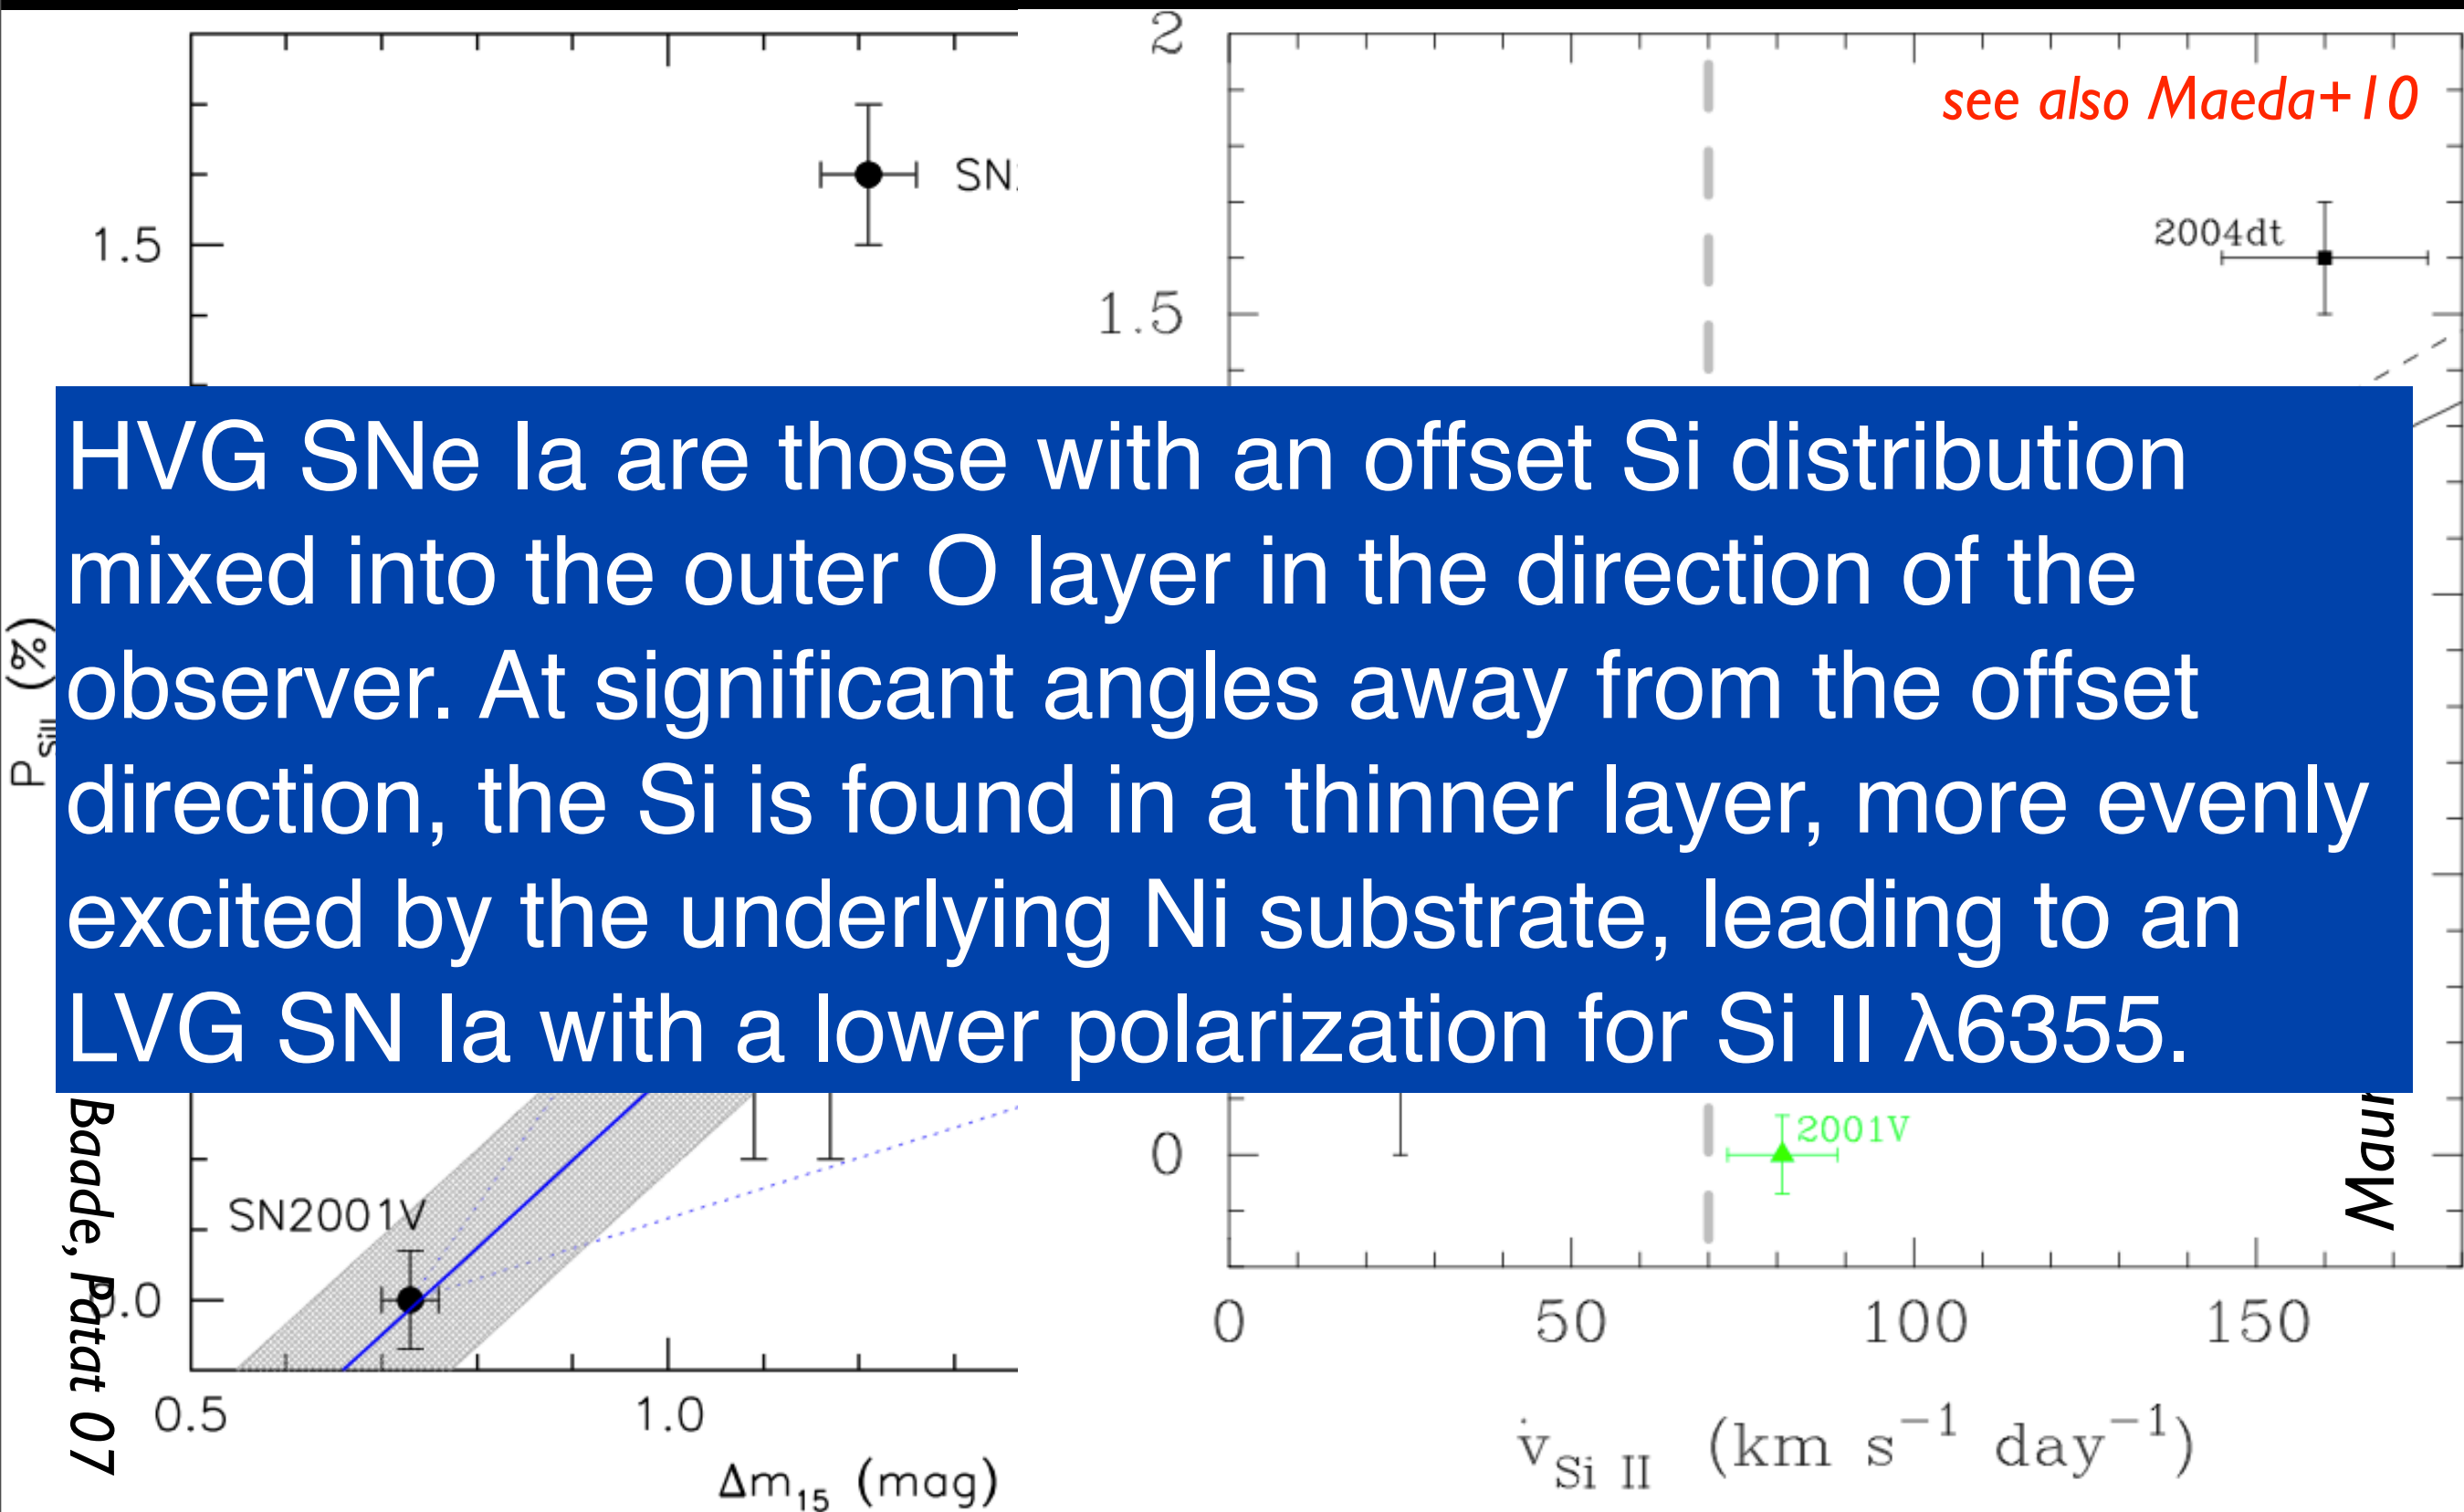 2
see also Maeda+10
SN
2004dt
1.5
1.5
HVG SNe Ia are those with an offset Si distribution
mixed into the outer O layer in the direction of the
observer. At significant angles away from the offset
direction, the Si is found in a thinner layer, more evenly
excited by the underlying Ni substrate, leading to an
LVG SN Ia with a lower polarization for Si II λ6355.
P SiII (%)
Baade, Patat 07
Mau
0
2001V
SN2001V
0.0
0 50 100 150
0.5 1.0
v̇ Si II (km s⁻¹ day⁻¹)
Δm₁₅ (mag)